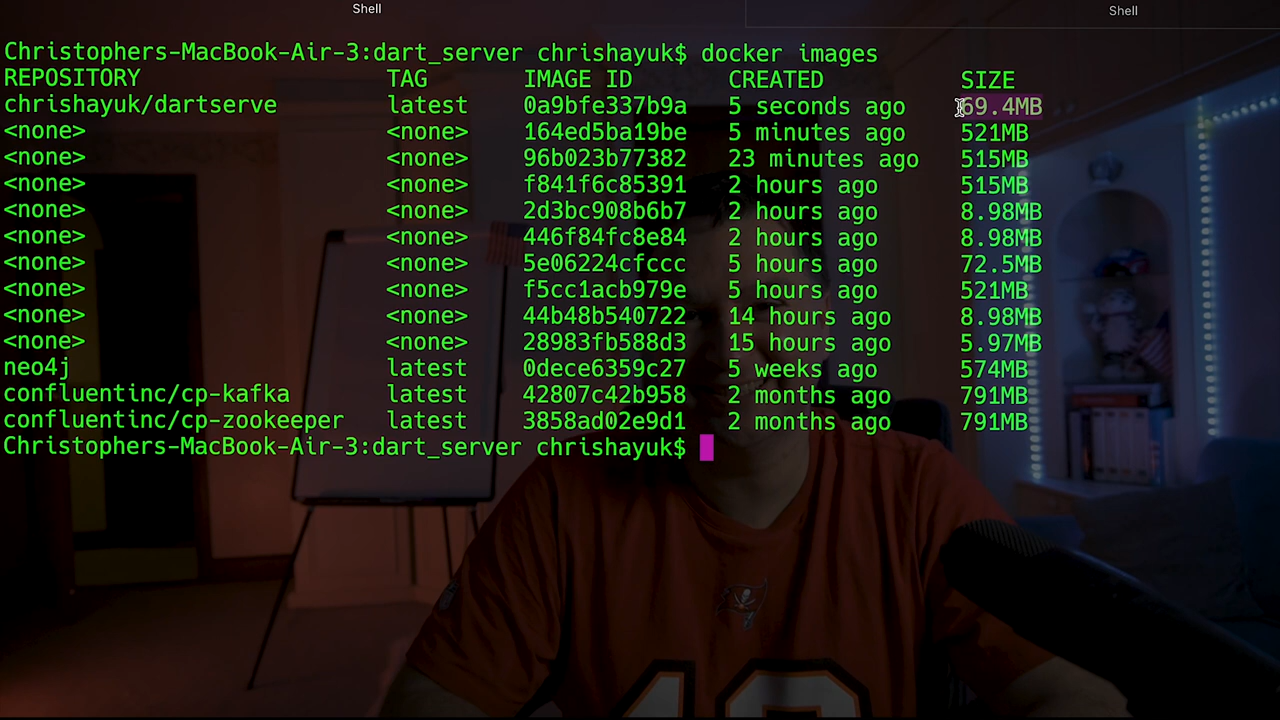 Shell
Shell
Christophers-MacBook-Air-3:dart_server chrishayuk$ docker images
REPOSITORY TAG IMAGE ID CREATED SIZE
chrishayuk/dartserve latest 0a9bfe337b9a 5 seconds ago 69.4MB
<none> <none> 164ed5ba19be 5 minutes ago 521MB
<none> <none> 96b023b77382 23 minutes ago 515MB
<none> <none> f841f6c85391 2 hours ago 515MB
<none> <none> 2d3bc908b6b7 2 hours ago 8.98MB
<none> <none> 446f84fc8e84 2 hours ago 8.98MB
<none> <none> 5e06224cfccc 5 hours ago 72.5MB
<none> <none> f5cc1acb979e 5 hours ago 521MB
<none> <none> 44b48b540722 14 hours ago 8.98MB
<none> <none> 28983fb588d3 15 hours ago 5.97MB
neo4j latest 0dece6359c27 5 weeks ago 574MB
confluentinc/cp-kafka latest 42807c42b958 2 months ago 791MB
confluentinc/cp-zookeeper latest 3858ad02e9d1 2 months ago 791MB
Christophers-MacBook-Air-3:dart_server chrishayuk$